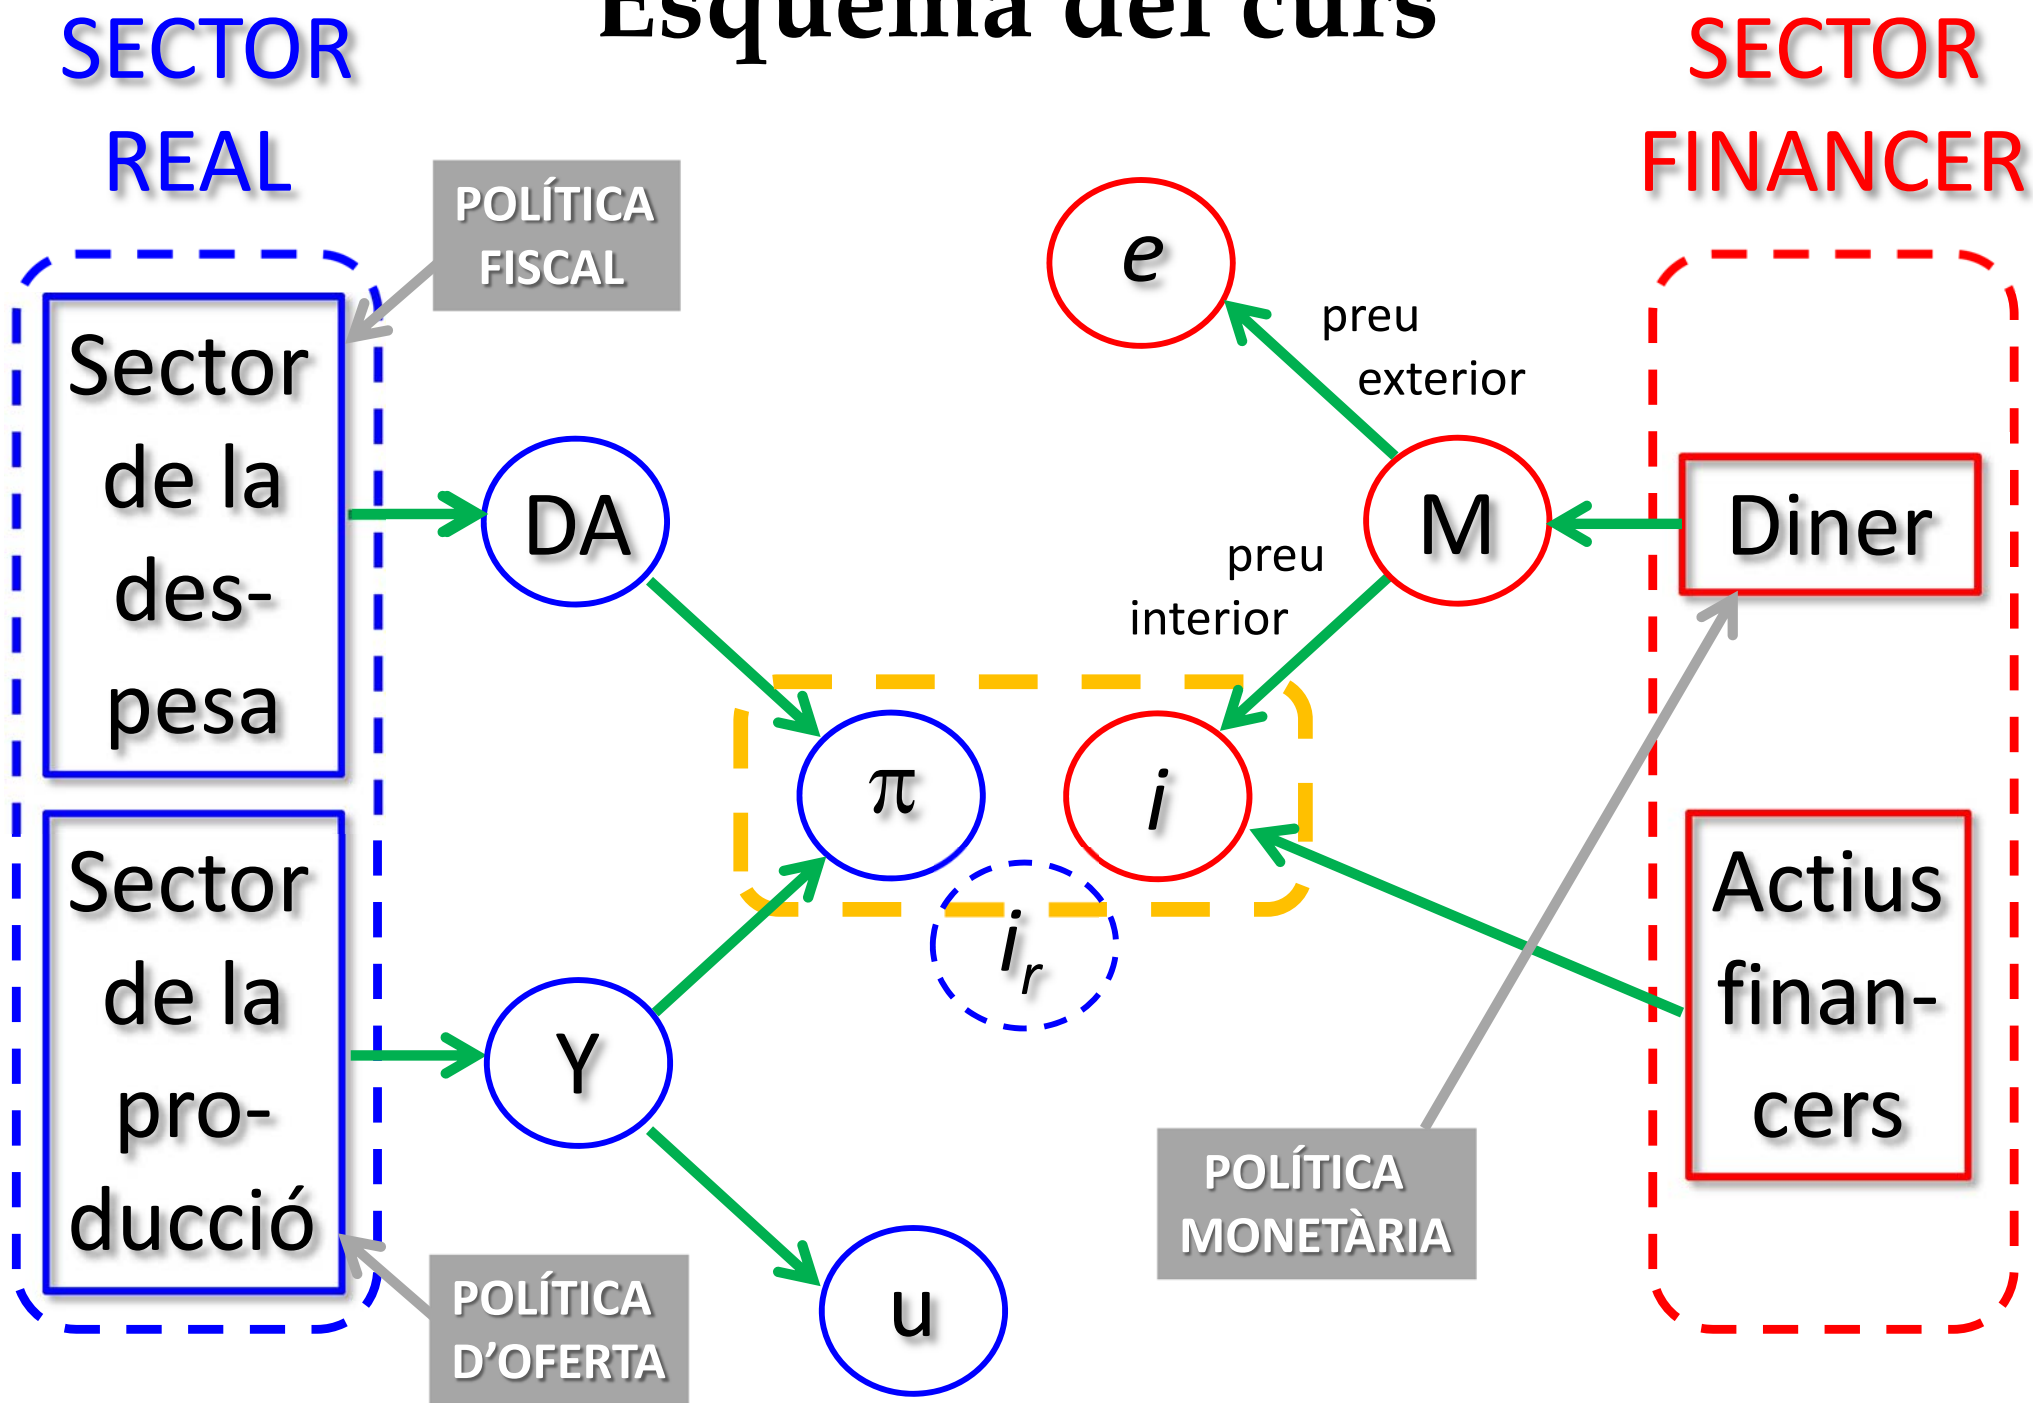 Esquema del curs
SECTOR
REAL
SECTOR
FINANCER
POLÍTICA
FISCAL
Sector
de la
des-
pesa
Sector
de la
pro-
ducció
POLÍTICA
D'OFERTA
DA
Y
π
u
e
preu
exterior
M
preu
interior
i
i_r
Diner
Actius
finan-
cers
POLÍTICA
MONETÀRIA